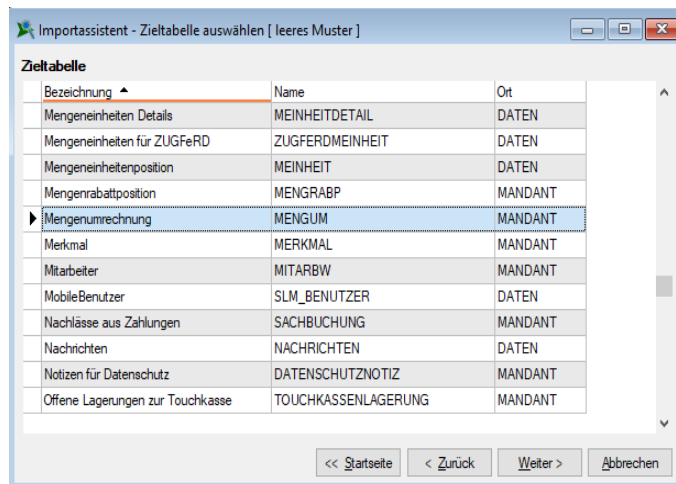 Importassistent - Zieltabelle auswählen [ leeres Muster ]
Zieltabelle
Bezeichnung Name Ort
Mengeneinheiten Details MEINHEITDETAIL DATEN
Mengeneinheiten für ZUGFeRD ZUGFERDMEINHEIT DATEN
Mengeneinheitenposition MEINHEIT DATEN
Mengenrabattposition MENGRABP MANDANT
Mengenumrechnung MENGUM MANDANT
Merkmal MERKMAL MANDANT
Mitarbeiter MITARBW MANDANT
MobileBenutzer SLM_BENUTZER DATEN
Nachlässe aus Zahlungen SACHBUCHUNG MANDANT
Nachrichten NACHRICHTEN DATEN
Notizen für Datenschutz DATENSCHUTZNOTIZ MANDANT
Offene Lagerungen zur Touchkasse TOUCHKASSENLAGERUNG MANDANT
<< Startseite < Zurück Weiter > Abbrechen